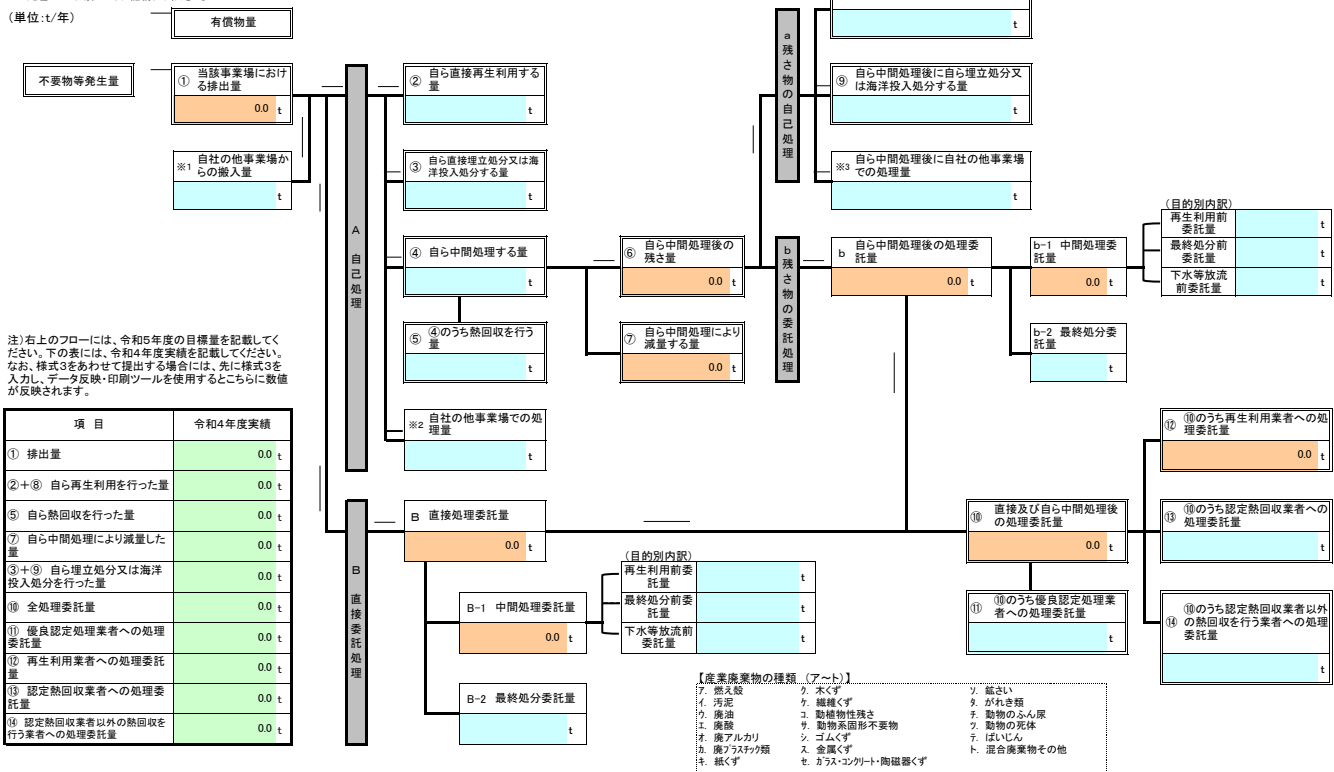 (単位:t/年)
有償物量
不要物等発生量
① 当該事業場におけ
る排出量
0.0 t
※1 自社の他事業場か
らの搬入量
t
A 自己処理
② 自ら直接再生利用する
量
t
③ 自ら直接埋立処分又は海
洋投入処分する量
t
④ 自ら中間処理する量
t
⑤ ④のうち熱回収を行う
量
t
※2 自社の他事業場での処
理量
t
⑥ 自ら中間処理後の
残さ量
0.0 t
⑦ 自ら中間処理により
減量する量
0.0 t
a 残さ物の自己処理
t
⑨ 自ら中間処理後に自ら埋立処分又
は海洋投入処分する量
t
※3 自ら中間処理後に自社の他事業場
での処理量
t
b 残さ物の委託処理
b 自ら中間処理後の処理委
託量
0.0 t
b-1 中間処理委
託量
0.0 t
(目的別内訳)
再生利用前
委託量
t
最終処分前
委託量
t
下水等放流
前委託量
t
b-2 最終処分委
託量
t
注)右上のフローには、令和5年度の目標量を記載してく
ださい。下の表には、令和4年度実績を記載してください。
なお、様式3をあわせて提出する場合には、先に様式3を
入力し、データ反映・印刷ツールを使用するとこちらに数値
が反映されます。
項 目 令和4年度実績
① 排出量 0.0 t
②+⑧ 自ら再生利用を行った量 0.0 t
⑤ 自ら熱回収を行った量 0.0 t
⑦ 自ら中間処理により減量した
量 0.0 t
③+⑨ 自ら埋立処分又は海洋
投入処分を行った量 0.0 t
⑩ 全処理委託量 0.0 t
⑪ 優良認定処理業者への処理
委託量 0.0 t
⑫ 再生利用業者への処理委託
量 0.0 t
⑬ 認定熱回収業者への処理委
託量 0.0 t
⑭ 認定熱回収業者以外の熱回収を
行う業者への処理委託量 0.0 t
B 直接委託処理
B 直接処理委託量
0.0 t
B-1 中間処理委託量
0.0 t
(目的別内訳)
再生利用前委
託量
t
最終処分前委
託量
t
下水等放流前
委託量
t
B-2 最終処分委託量
t
⑩ 直接及び自ら中間処理後
の処理委託量
0.0 t
⑪ ⑩のうち優良認定処理業
者への処理委託量
t
⑫ ⑩のうち再生利用業者への処
理委託量
0.0 t
⑬ ⑩のうち認定熱回収業者への
処理委託量
t
⑭ ⑩のうち認定熱回収業者以外
の熱回収を行う業者への処理
委託量
t
【産業廃棄物の種類 (ア~ト)】
ア. 燃え殻
イ. 汚泥
ウ. 廃油
エ. 廃酸
オ. 廃アルカリ
カ. 廃プラスチック類
キ. 紙くず
ク. 木くず
ケ. 繊維くず
コ. 動植物性残さ
サ. 動物系固形不要物
シ. ゴムくず
ス. 金属くず
セ. ガラス・コンクリート・陶磁器くず
ソ. 鉱さい
タ. がれき類
チ. 動物のふん尿
ツ. 動物の死体
テ. ばいじん
ト. 混合廃棄物その他